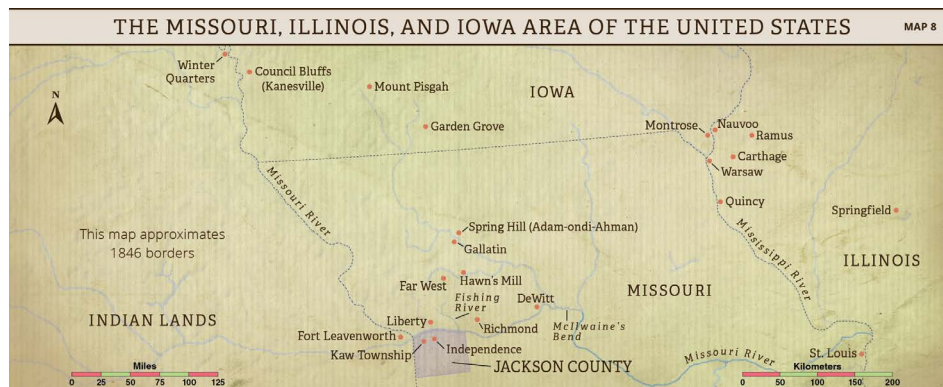 THE MISSOURI, ILLINOIS, AND IOWA AREA OF THE UNITED STATES
MAP 8
Winter
Quarters
Council Bluffs
(Kanesville)
Mount Pisgah
IOWA
N
Garden Grove
Montrose
Nauvoo
Ramus
Carthage
Warsaw
Missouri River
Quincy
Springfield
This map approximates
1846 borders
Spring Hill (Adam-ondi-Ahman)
Gallatin
Mississippi River
ILLINOIS
Far West
Hawn's Mill
MISSOURI
Fishing
River
DeWitt
INDIAN LANDS
Liberty
Richmond
McIlwaine's
Bend
Fort Leavenworth
Kaw Township
Independence
Missouri River
St. Louis
JACKSON COUNTY
Miles
0 25 50 75 100 125
Kilometers
0 50 100 150 200